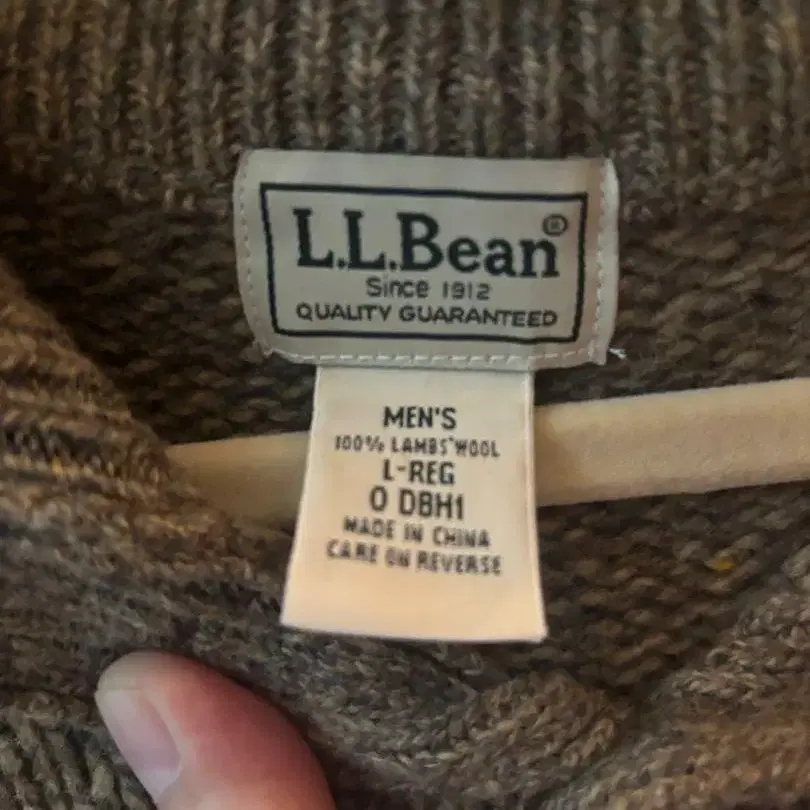 L.L.Bean®
Since 1912
QUALITY GUARANTEED
MEN'S
100% LAMBS'WOOL
L-REG
0 DBH1
MADE IN CHINA
CARE ON REVERSE